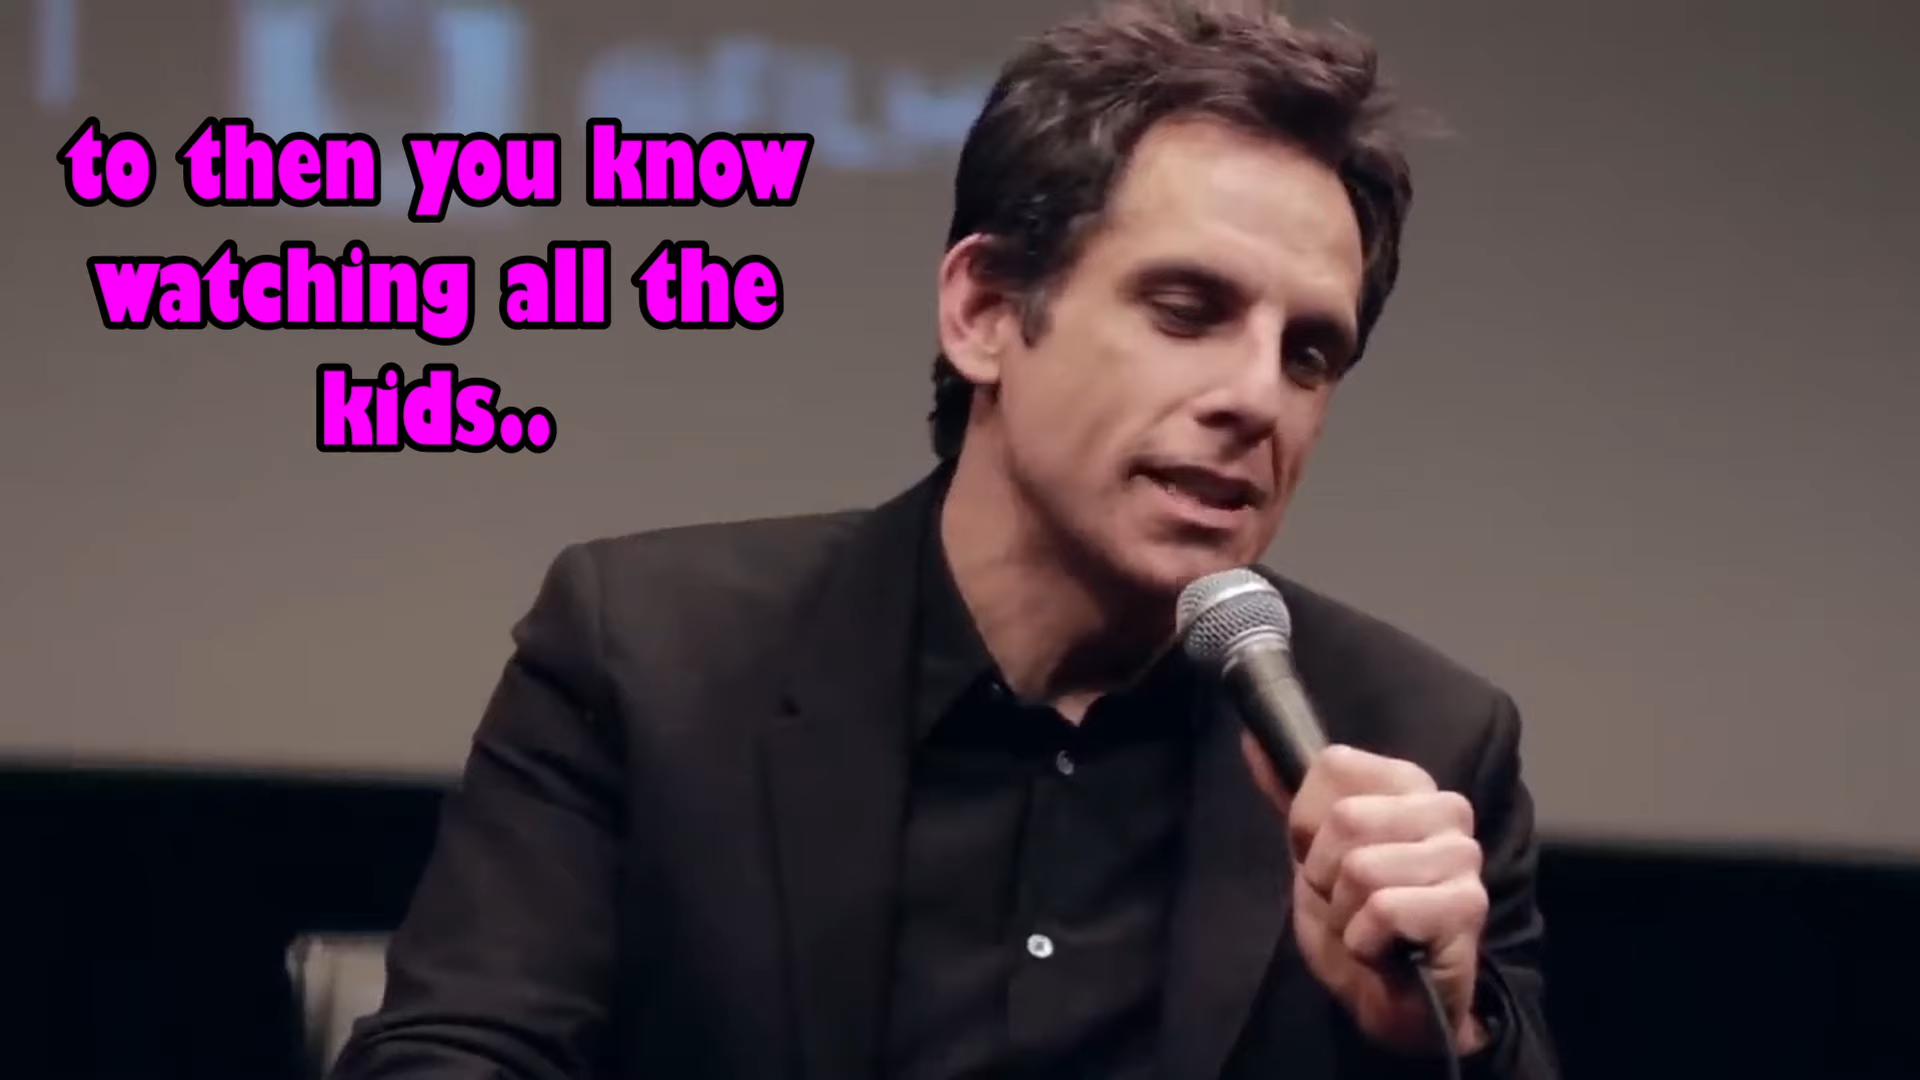 to then you know
watching all the
kids..